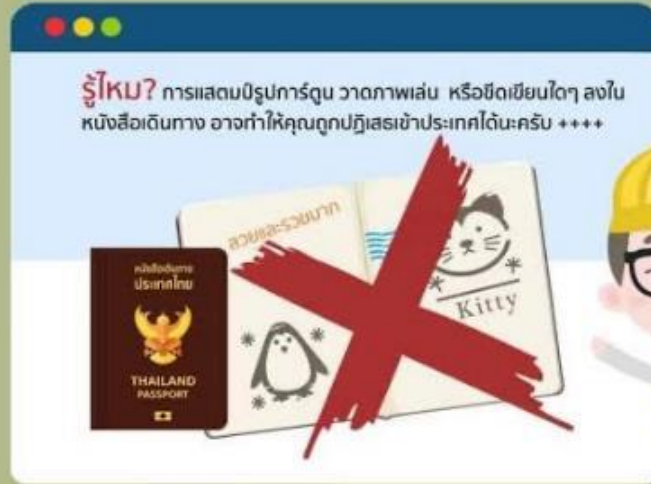 รู้ไหม? การแสตมป์รูปการ์ตูน วาดภาพเล่น หรือขีดเขียนใดๆ ลงใน
หนังสือเดินทาง อาจทำให้คุณถูกปฏิเสธเข้าประเทศได้นะครับ ++++
สวยและรวยมาก
Kitty
หนังสือเดินทาง
ประเทศไทย
THAILAND
PASSPORT